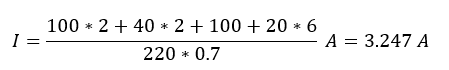 I = (100 * 2 + 40 * 2 + 100 + 20 * 6) / (220 * 0.7) A = 3.247 A